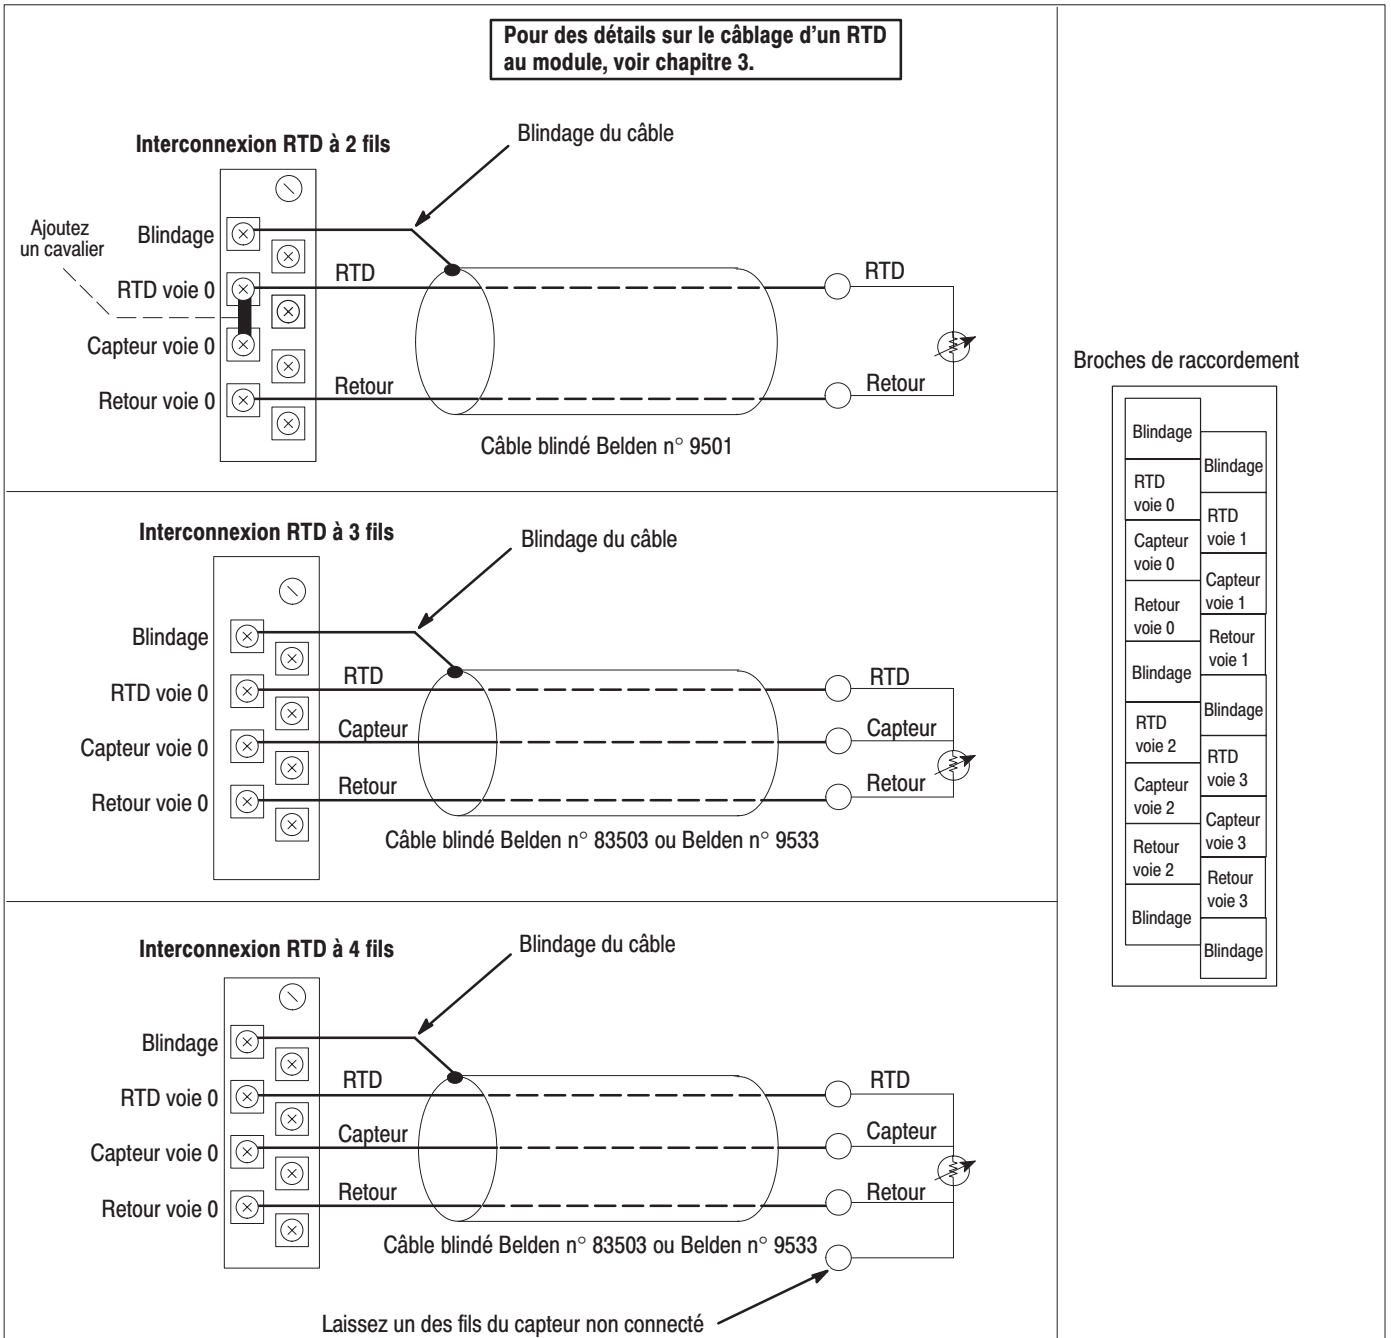 Pour des détails sur le câblage d'un RTD
au module, voir chapitre 3.
Interconnexion RTD à 2 fils
Blindage du câble
Ajoutez
un cavalier
Blindage
RTD voie 0
Capteur voie 0
Retour voie 0
RTD
Retour
RTD
Retour
Câble blindé Belden n° 9501
Interconnexion RTD à 3 fils
Blindage du câble
Blindage
RTD voie 0
Capteur voie 0
Retour voie 0
RTD
Capteur
Retour
RTD
Capteur
Retour
Câble blindé Belden n° 83503 ou Belden n° 9533
Interconnexion RTD à 4 fils
Blindage du câble
Blindage
RTD voie 0
Capteur voie 0
Retour voie 0
RTD
Capteur
Retour
RTD
Capteur
Retour
Câble blindé Belden n° 83503 ou Belden n° 9533
Laissez un des fils du capteur non connecté
Broches de raccordement
Blindage
RTD
voie 0
Capteur
voie 0
Retour
voie 0
Blindage
RTD
voie 2
Capteur
voie 2
Retour
voie 2
Blindage
Blindage
RTD
voie 1
Capteur
voie 1
Retour
voie 1
Blindage
RTD
voie 3
Capteur
voie 3
Retour
voie 3
Blindage